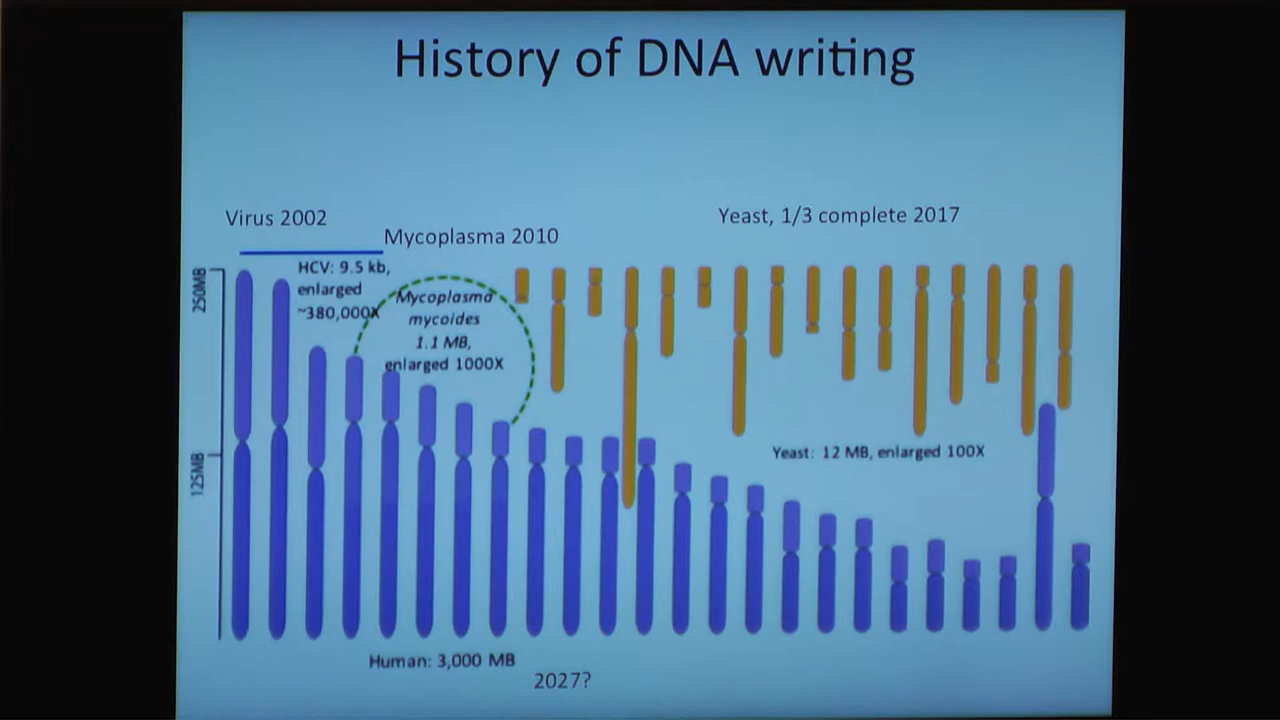 History of DNA writing
Virus 2002
Mycoplasma 2010
Yeast, 1/3 complete 2017
HCV: 9.5 kb,
enlarged
~380,000X
Mycoplasma
mycoides
1.1 MB,
enlarged 1000X
250MB
125MB
Yeast: 12 MB, enlarged 100X
Human: 3,000 MB
2027?